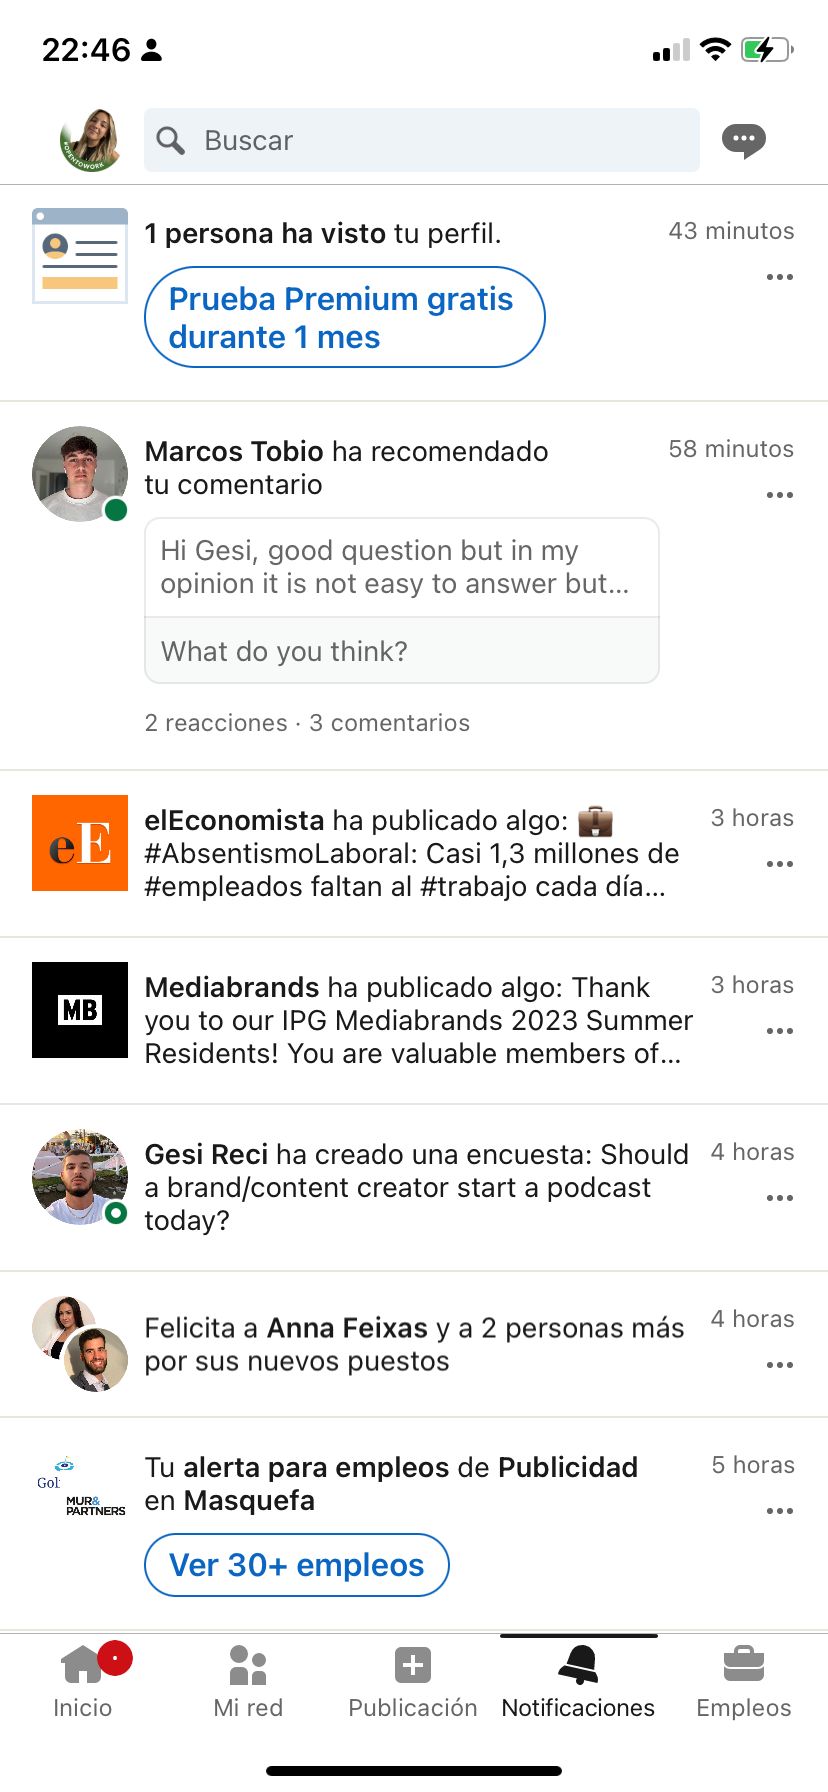 22:46
#OPENTOWORK
Buscar
1 persona ha visto tu perfil.
43 minutos
Prueba Premium gratis
durante 1 mes
Marcos Tobio ha recomendado
tu comentario
58 minutos
Hi Gesi, good question but in my
opinion it is not easy to answer but...
What do you think?
2 reacciones · 3 comentarios
eE
elEconomista ha publicado algo: 💼
#AbsentismoLaboral: Casi 1,3 millones de
#empleados faltan al #trabajo cada día...
3 horas
MB
Mediabrands ha publicado algo: Thank
you to our IPG Mediabrands 2023 Summer
Residents! You are valuable members of...
3 horas
Gesi Reci ha creado una encuesta: Should
a brand/content creator start a podcast
today?
4 horas
Felicita a Anna Feixas y a 2 personas más
por sus nuevos puestos
4 horas
MUR&
PARTNERS
Tu alerta para empleos de Publicidad
en Masquefa
5 horas
Ver 30+ empleos
Inicio
Mi red
Publicación
Notificaciones
Empleos